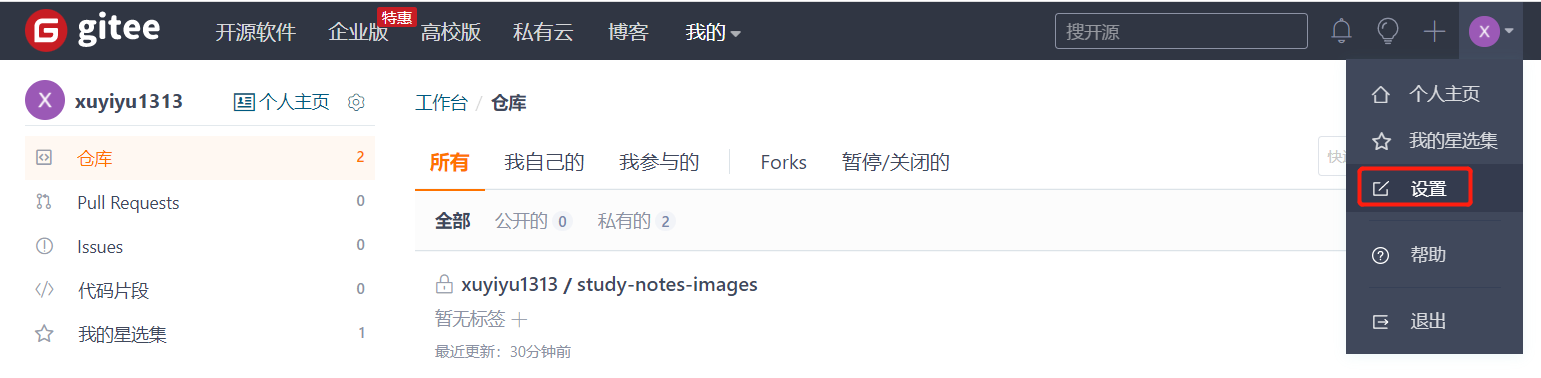 gitee 开源软件 企业版 特惠 高校版 私有云 博客 我的 搜开源 X
X xuyiyu1313 个人主页
仓库 2
Pull Requests 0
Issues 0
代码片段 0
我的星选集 1
工作台 / 仓库
所有 我自己的 我参与的 Forks 暂停/关闭的
全部 公开的 0 私有的 2
xuyiyu1313 / study-notes-images
暂无标签
最近更新：30分钟前
个人主页
我的星选集
设置
帮助
退出